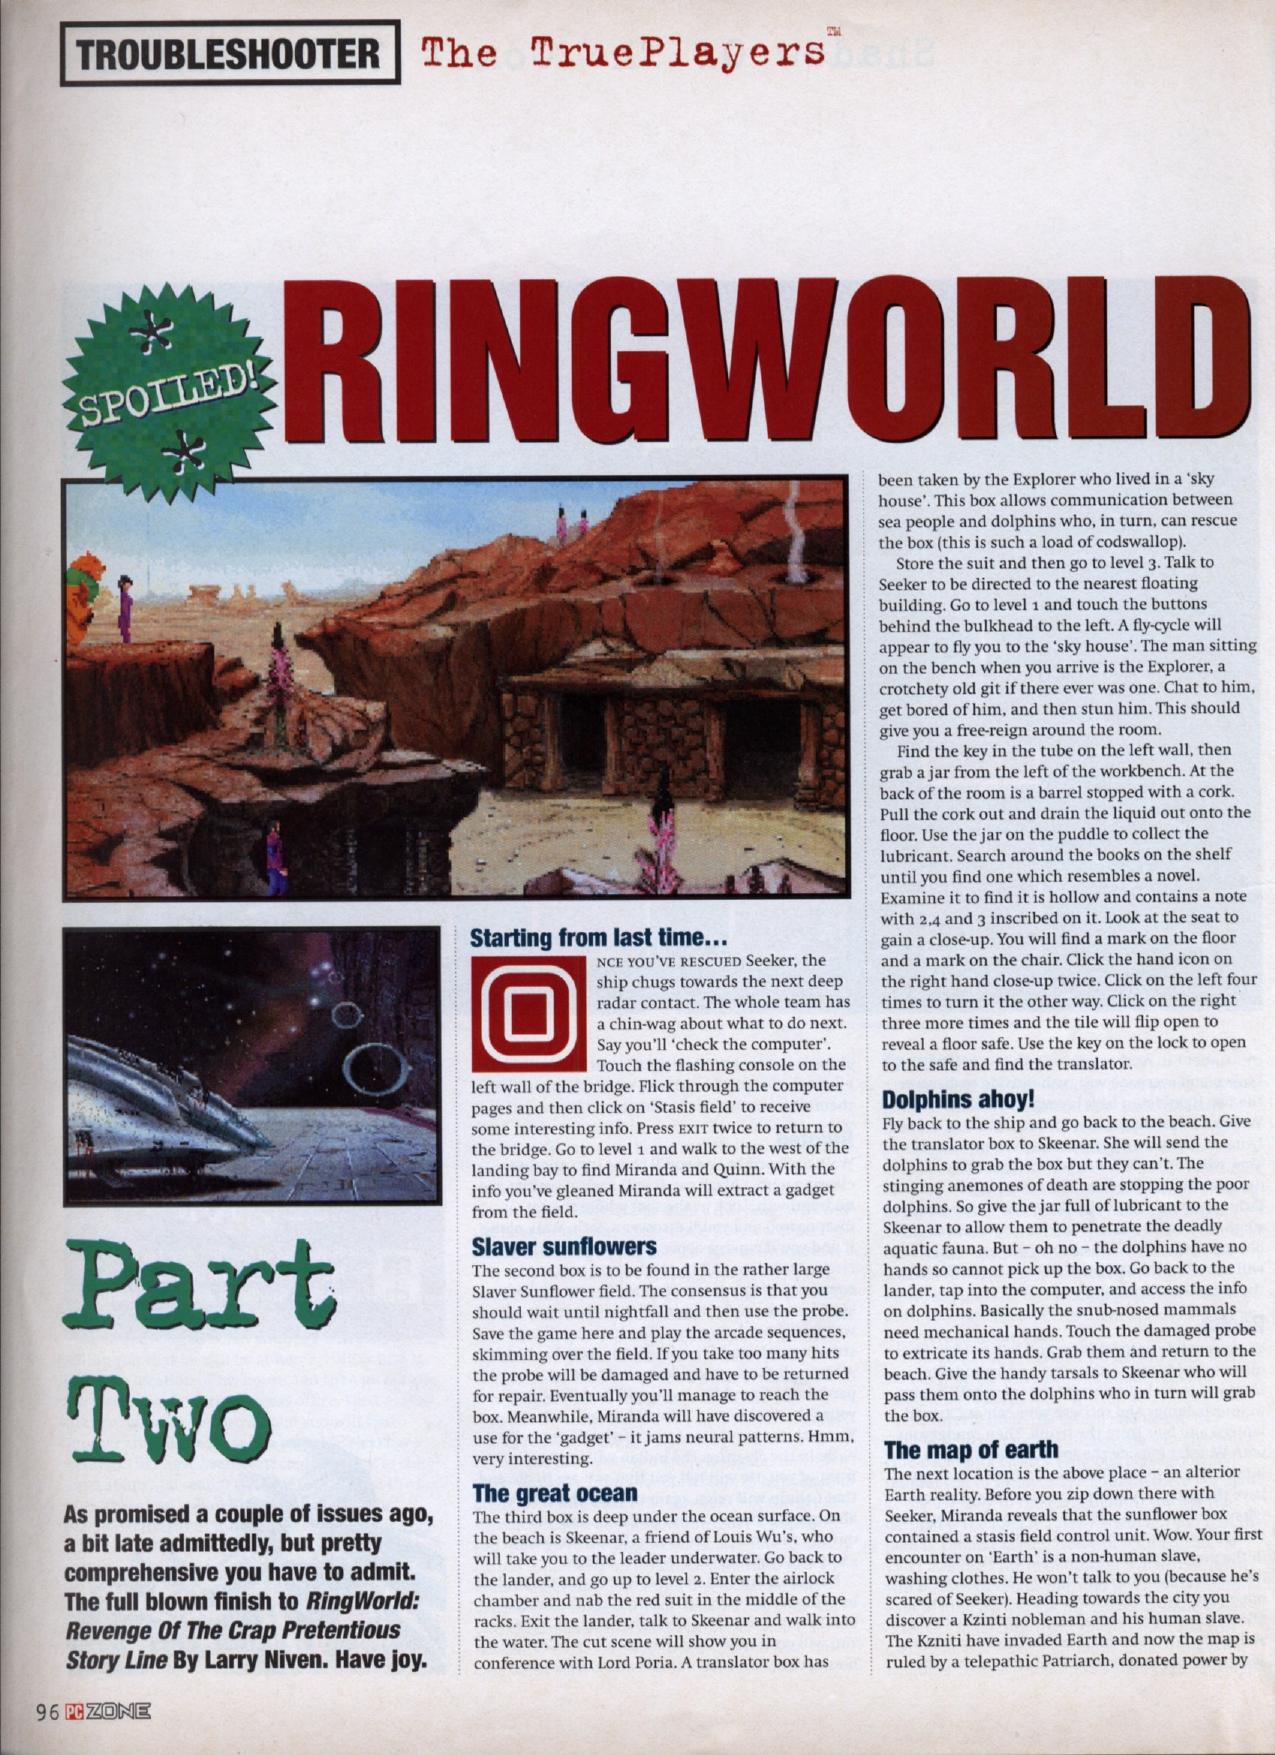 TROUBLESHOOTER The TruePlayers™
SPOILED!
RINGWORLD
Part
Two
As promised a couple of issues ago,
a bit late admittedly, but pretty
comprehensive you have to admit.
The full blown finish to RingWorld:
Revenge Of The Crap Pretentious
Story Line By Larry Niven. Have joy.
Starting from last time...
O
NCE YOU'VE RESCUED Seeker, the
ship chugs towards the next deep
radar contact. The whole team has
a chin-wag about what to do next.
Say you'll 'check the computer'.
Touch the flashing console on the
left wall of the bridge. Flick through the computer
pages and then click on 'Stasis field' to receive
some interesting info. Press EXIT twice to return to
the bridge. Go to level 1 and walk to the west of the
landing bay to find Miranda and Quinn. With the
info you've gleaned Miranda will extract a gadget
from the field.
Slaver sunflowers
The second box is to be found in the rather large
Slaver Sunflower field. The consensus is that you
should wait until nightfall and then use the probe.
Save the game here and play the arcade sequences,
skimming over the field. If you take too many hits
the probe will be damaged and have to be returned
for repair. Eventually you'll manage to reach the
box. Meanwhile, Miranda will have discovered a
use for the 'gadget' – it jams neural patterns. Hmm,
very interesting.
The great ocean
The third box is deep under the ocean surface. On
the beach is Skeenar, a friend of Louis Wu's, who
will take you to the leader underwater. Go back to
the lander, and go up to level 2. Enter the airlock
chamber and nab the red suit in the middle of the
racks. Exit the lander, talk to Skeenar and walk into
the water. The cut scene will show you in
conference with Lord Poria. A translator box has
been taken by the Explorer who lived in a 'sky
house'. This box allows communication between
sea people and dolphins who, in turn, can rescue
the box (this is such a load of codswallop).
Store the suit and then go to level 3. Talk to
Seeker to be directed to the nearest floating
building. Go to level 1 and touch the buttons
behind the bulkhead to the left. A fly-cycle will
appear to fly you to the 'sky house'. The man sitting
on the bench when you arrive is the Explorer, a
crotchety old git if there ever was one. Chat to him,
get bored of him, and then stun him. This should
give you a free-reign around the room.
Find the key in the tube on the left wall, then
grab a jar from the left of the workbench. At the
back of the room is a barrel stopped with a cork.
Pull the cork out and drain the liquid out onto the
floor. Use the jar on the puddle to collect the
lubricant. Search around the books on the shelf
until you find one which resembles a novel.
Examine it to find it is hollow and contains a note
with 2,4 and 3 inscribed on it. Look at the seat to
gain a close-up. You will find a mark on the floor
and a mark on the chair. Click the hand icon on
the right hand close-up twice. Click on the left four
times to turn it the other way. Click on the right
three more times and the tile will flip open to
reveal a floor safe. Use the key on the lock to open
to the safe and find the translator.
Dolphins ahoy!
Fly back to the ship and go back to the beach. Give
the translator box to Skeenar. She will send the
dolphins to grab the box but they can't. The
stinging anemones of death are stopping the poor
dolphins. So give the jar full of lubricant to the
Skeenar to allow them to penetrate the deadly
aquatic fauna. But – oh no – the dolphins have no
hands so cannot pick up the box. Go back to the
lander, tap into the computer, and access the info
on dolphins. Basically the snub-nosed mammals
need mechanical hands. Touch the damaged probe
to extricate its hands. Grab them and return to the
beach. Give the handy tarsals to Skeenar who will
pass them onto the dolphins who in turn will grab
the box.
The map of earth
The next location is the above place – an alterior
Earth reality. Before you zip down there with
Seeker, Miranda reveals that the sunflower box
contained a stasis field control unit. Wow. Your first
encounter on 'Earth' is a non-human slave,
washing clothes. He won't talk to you (because he's
scared of Seeker). Heading towards the city you
discover a Kzinti nobleman and his human slave.
The Kzniti have invaded Earth and now the map is
ruled by a telepathic Patriarch, donated power by
96 PC ZONE